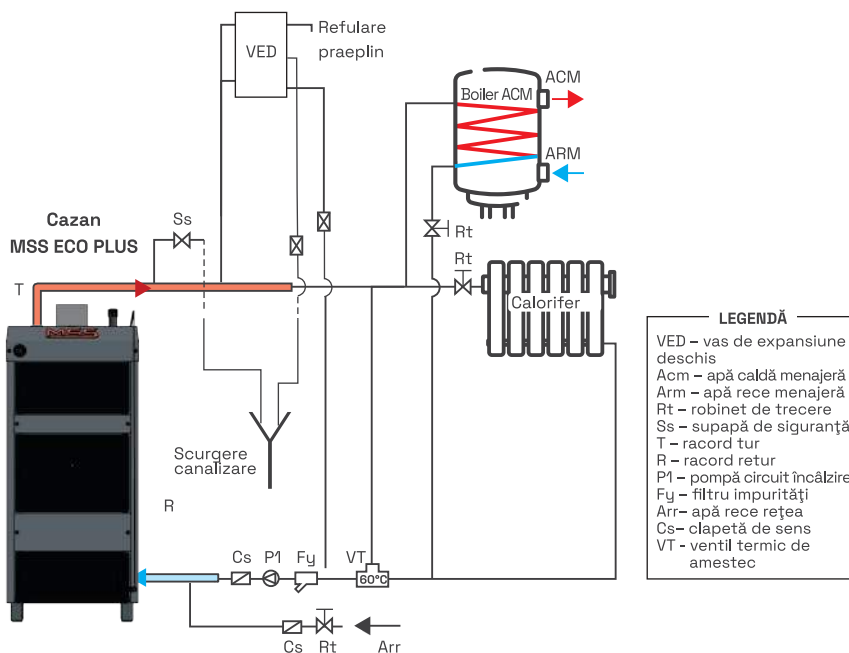 VED
Refulare
praeplin
Boiler ACM
ACM
ARM
Cazan
MSS ECO PLUS
Ss
Rt
Rt
T
MSS
Calorifer
Scurgere
canalizare
R
Cs
P1
Fy
VT
60°C
Cs
Rt
Arr
LEGENDĂ
VED – vas de expansiune
deschis
Acm – apă caldă menajeră
Arm – apă rece menajeră
Rt – robinet de trecere
Ss – supapă de siguranță
T – racord tur
R – racord retur
P1 – pompă circuit încălzire
Fy – filtru impurităţi
Arr– apă rece reţea
Cs– clapetă de sens
VT - ventil termic de
amestec